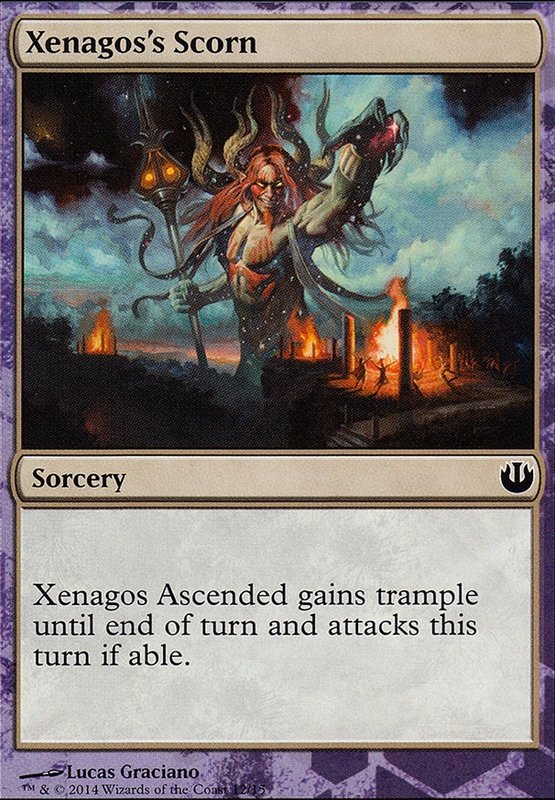 Xenagos's Scorn
Sorcery
Xenagos Ascended gains trample
until end of turn and attacks this
turn if able.
Lucas Graciano
™ & © 2014 Wizards of the Coast 12/15